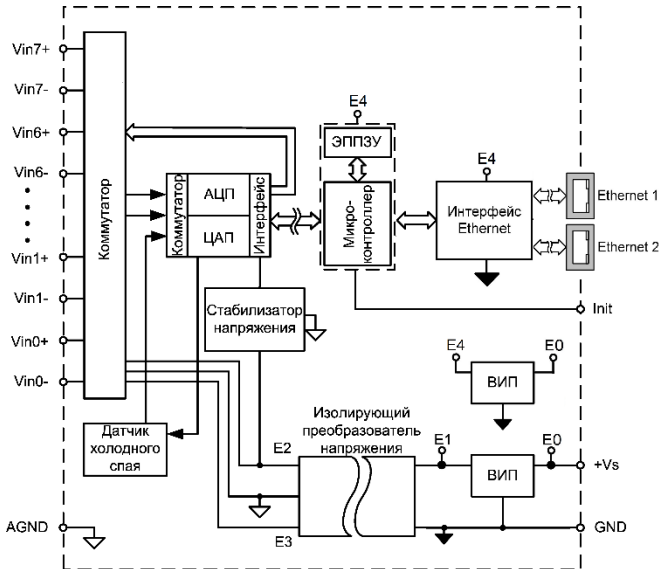 Vin7+
Vin7-
Vin6+
Vin6-
Vin1+
Vin1-
Vin0+
Vin0-
AGND
Коммутатор
Коммутатор
АЦП
ЦАП
Интерфейс
E4
ЭППЗУ
Микро-
контроллер
E4
Интерфейс
Ethernet
Ethernet 1
Ethernet 2
Init
Стабилизатор
напряжения
E4
E0
ВИП
Датчик
холодного
спая
Изолирующий
преобразователь
напряжения
E2
E3
E1
E0
ВИП
+Vs
GND